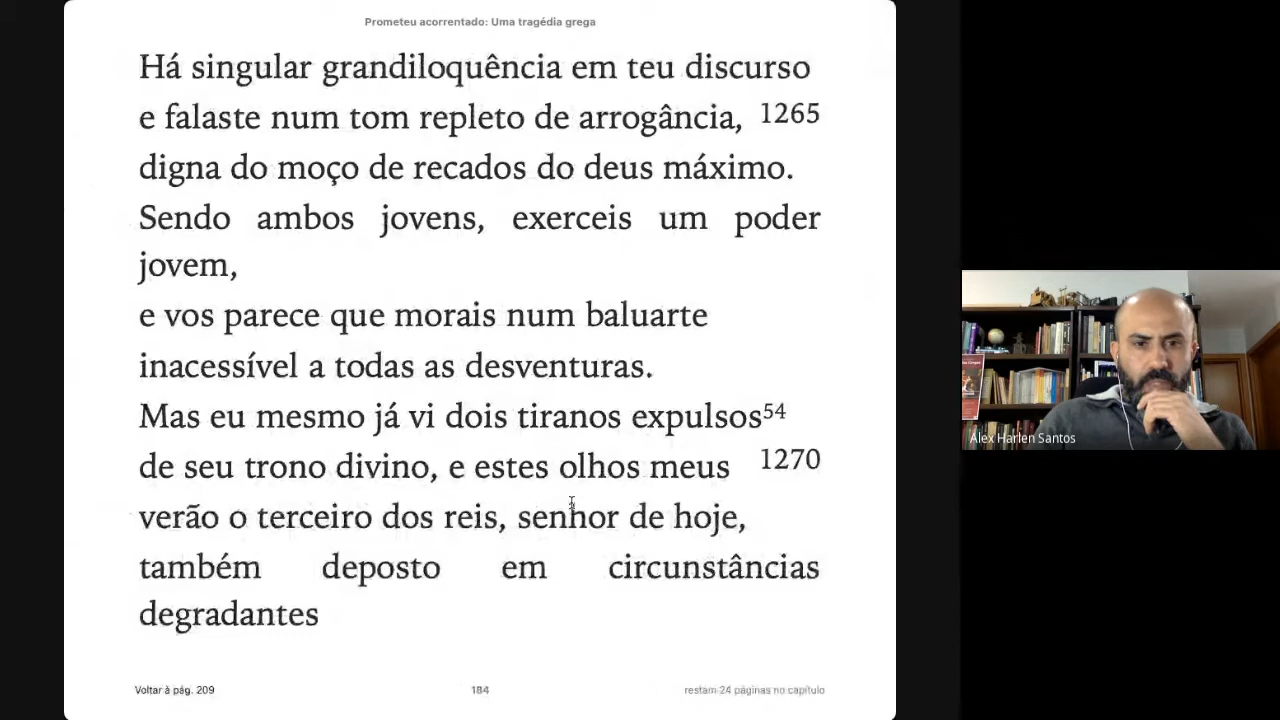 Prometeu acorrentado: Uma tragédia grega
Há singular grandiloquência em teu discurso
e falaste num tom repleto de arrogância, 1265
digna do moço de recados do deus máximo.
Sendo ambos jovens, exerceis um poder
jovem,
e vos parece que morais num baluarte
inacessível a todas as desventuras.
Mas eu mesmo já vi dois tiranos expulsos54
de seu trono divino, e estes olhos meus 1270
verão o terceiro dos reis, senhor de hoje,
também deposto em circunstâncias
degradantes
Voltar à pág. 209 184 restam 24 páginas no capítulo
Alex Harlen Santos